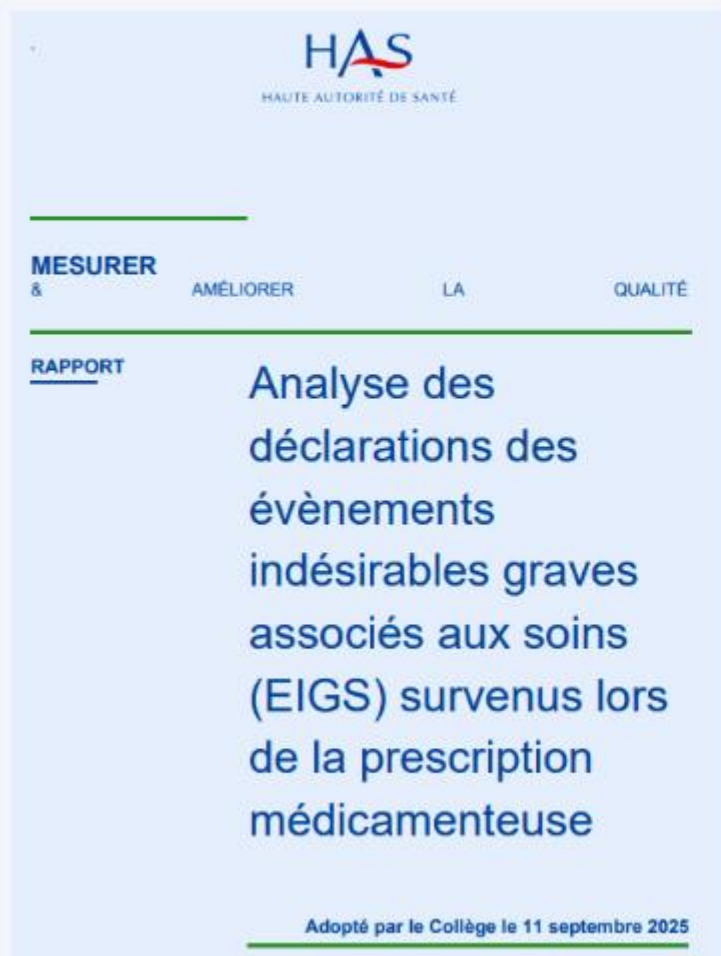 HAS
HAUTE AUTORITÉ DE SANTÉ
MESURER
& AMÉLIORER LA QUALITÉ
RAPPORT
Analyse des
déclarations des
évènements
indésirables graves
associés aux soins
(EIGS) survenus lors
de la prescription
médicamenteuse
Adopté par le Collège le 11 septembre 2025